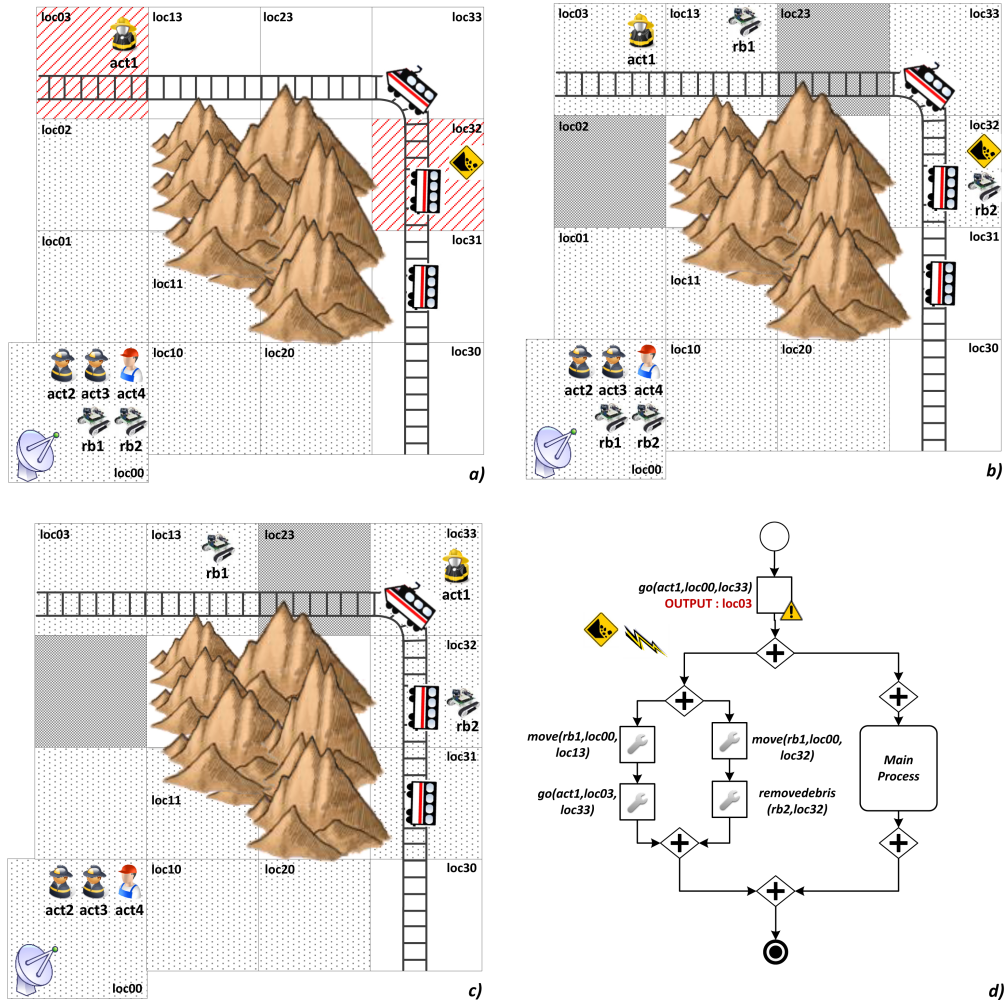 loc03
loc13
loc23
loc33
act1
loc02
loc32
loc01
loc31
loc11
loc10
loc20
loc30
act2 act3 act4
rb1 rb2
loc00
a)
loc03
loc13
loc23
loc33
act1
rb1
loc02
loc32
rb2
loc01
loc31
loc11
loc10
loc20
loc30
act2 act3 act4
rb1 rb2
loc00
b)
loc03
loc13
loc23
loc33
rb1
act1
loc32
rb2
loc31
loc11
loc10
loc20
loc30
act2 act3 act4
loc00
c)
go(act1,loc00,loc33)
OUTPUT : loc03
move(rb1,loc00,
loc13)
move(rb1,loc00,
loc32)
Main
Process
go(act1,loc03,
loc33)
removedebris
(rb2,loc32)
d)